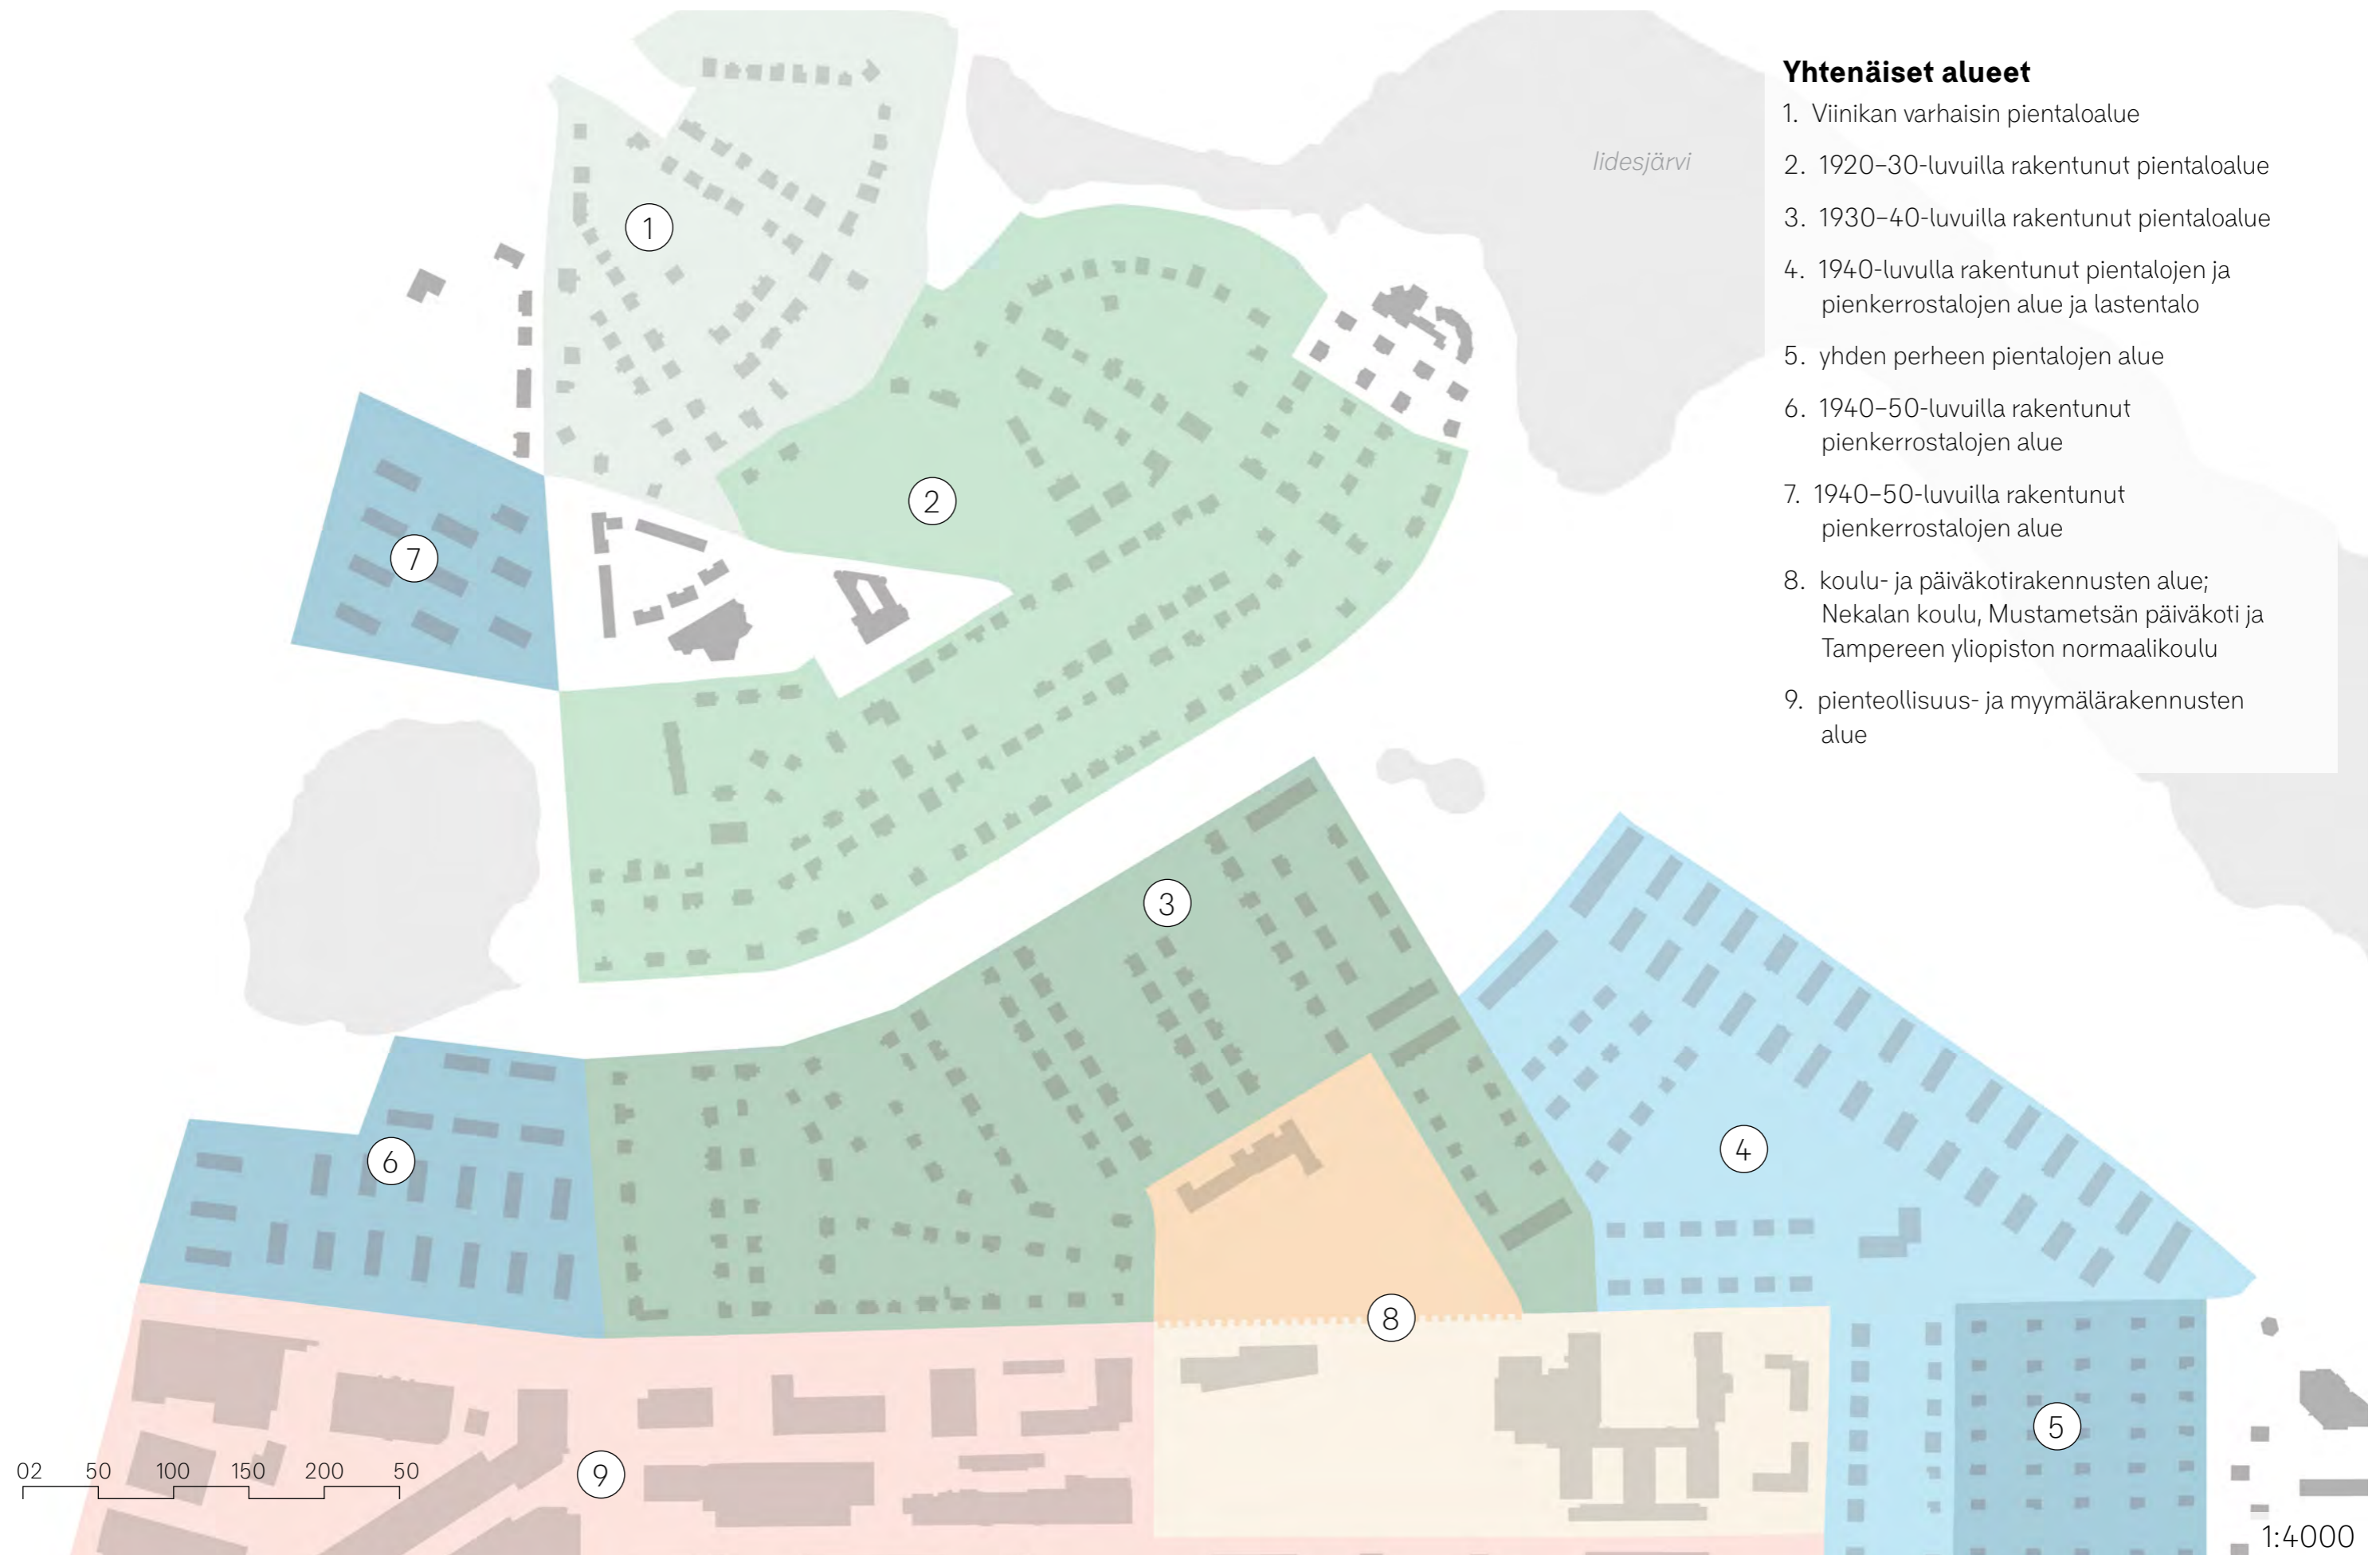 Yhtenäiset alueet
1. Viinikan varhaisin pientaloalue
2. 1920–30-luvuilla rakentunut pientaloalue
3. 1930–40-luvuilla rakentunut pientaloalue
4. 1940-luvulla rakentunut pientalojen ja
pienkerrostalojen alue ja lastentalo
5. yhden perheen pientalojen alue
6. 1940–50-luvuilla rakentunut
pienkerrostalojen alue
7. 1940–50-luvuilla rakentunut
pienkerrostalojen alue
8. koulu- ja päiväkotirakennusten alue;
Nekalan koulu, Mustametsän päiväkoti ja
Tampereen yliopiston normaalikoulu
9. pienteollisuus- ja myymälärakennusten
alue
Iidesjärvi
1
2
7
3
4
6
8
5
9
02 50 100 150 200 50
1:4000